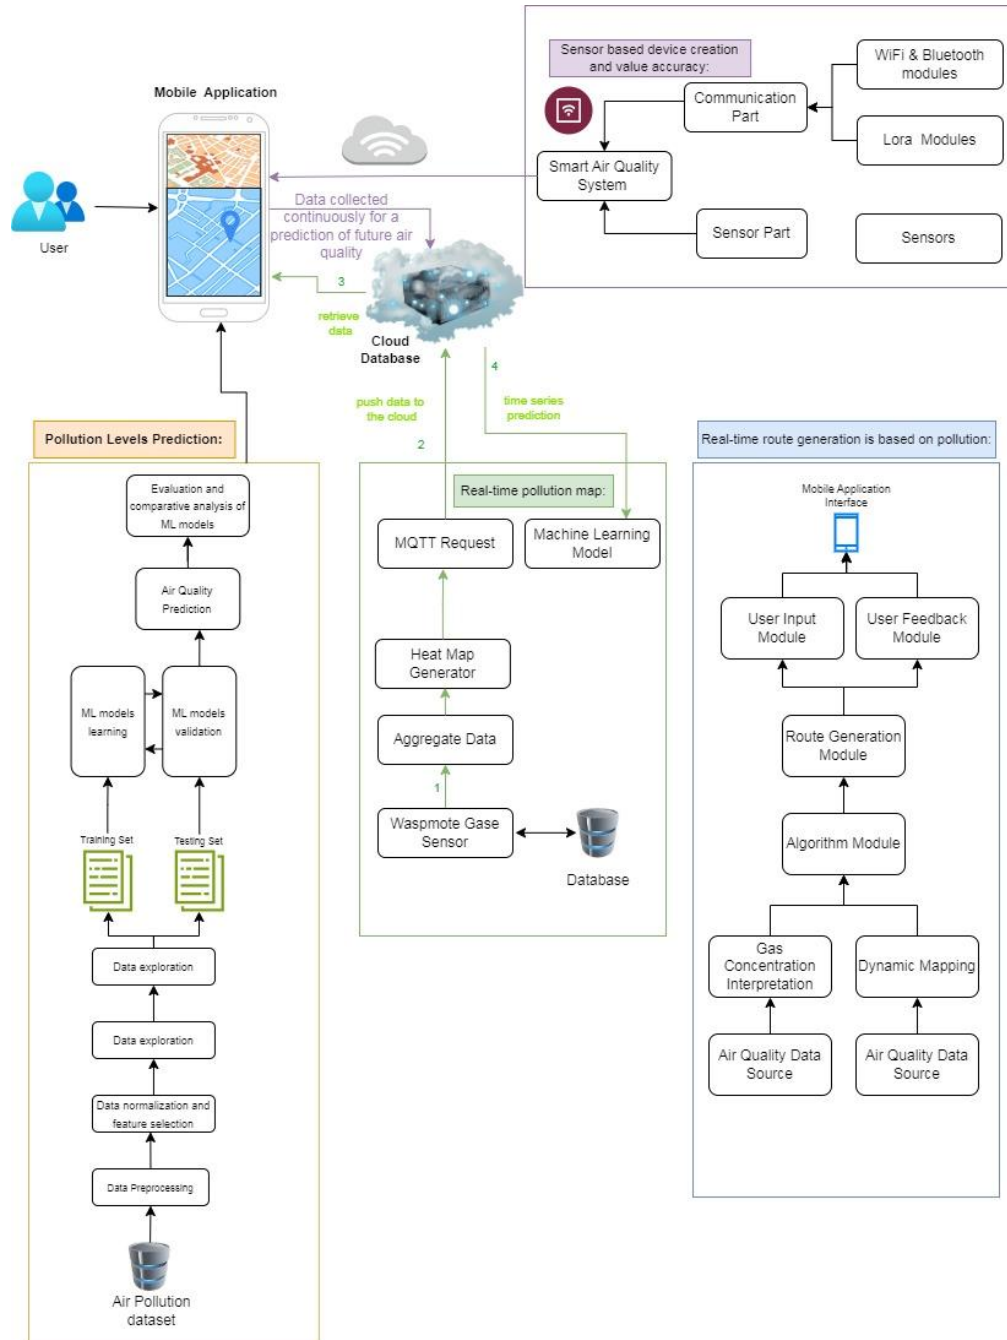 Mobile Application
User
Data collected
continuously for a
prediction of future air
quality
Sensor based device creation
and value accuracy:
WiFi & Bluetooth
modules
Communication
Part
Lora Modules
Smart Air Quality
System
Sensor Part
Sensors
3
retrieve
data
Cloud
Database
4
push data to
the cloud
2
time series
prediction
Pollution Levels Prediction:
Evaluation and
comparative analysis of
ML models
Air Quality
Prediction
ML models
learning
ML models
validation
Training Set
Testing Set
Data exploration
Data exploration
Data normalization and
feature selection
Data Preprocessing
Air Pollution
dataset
Real-time pollution map:
MQTT Request
Machine Learning
Model
Heat Map
Generator
Aggregate Data
1
Waspmote Gase
Sensor
Database
Real-time route generation is based on pollution:
Mobile Application
Interface
User Input
Module
User Feedback
Module
Route Generation
Module
Algorithm Module
Gas
Concentration
Interpretation
Dynamic Mapping
Air Quality Data
Source
Air Quality Data
Source